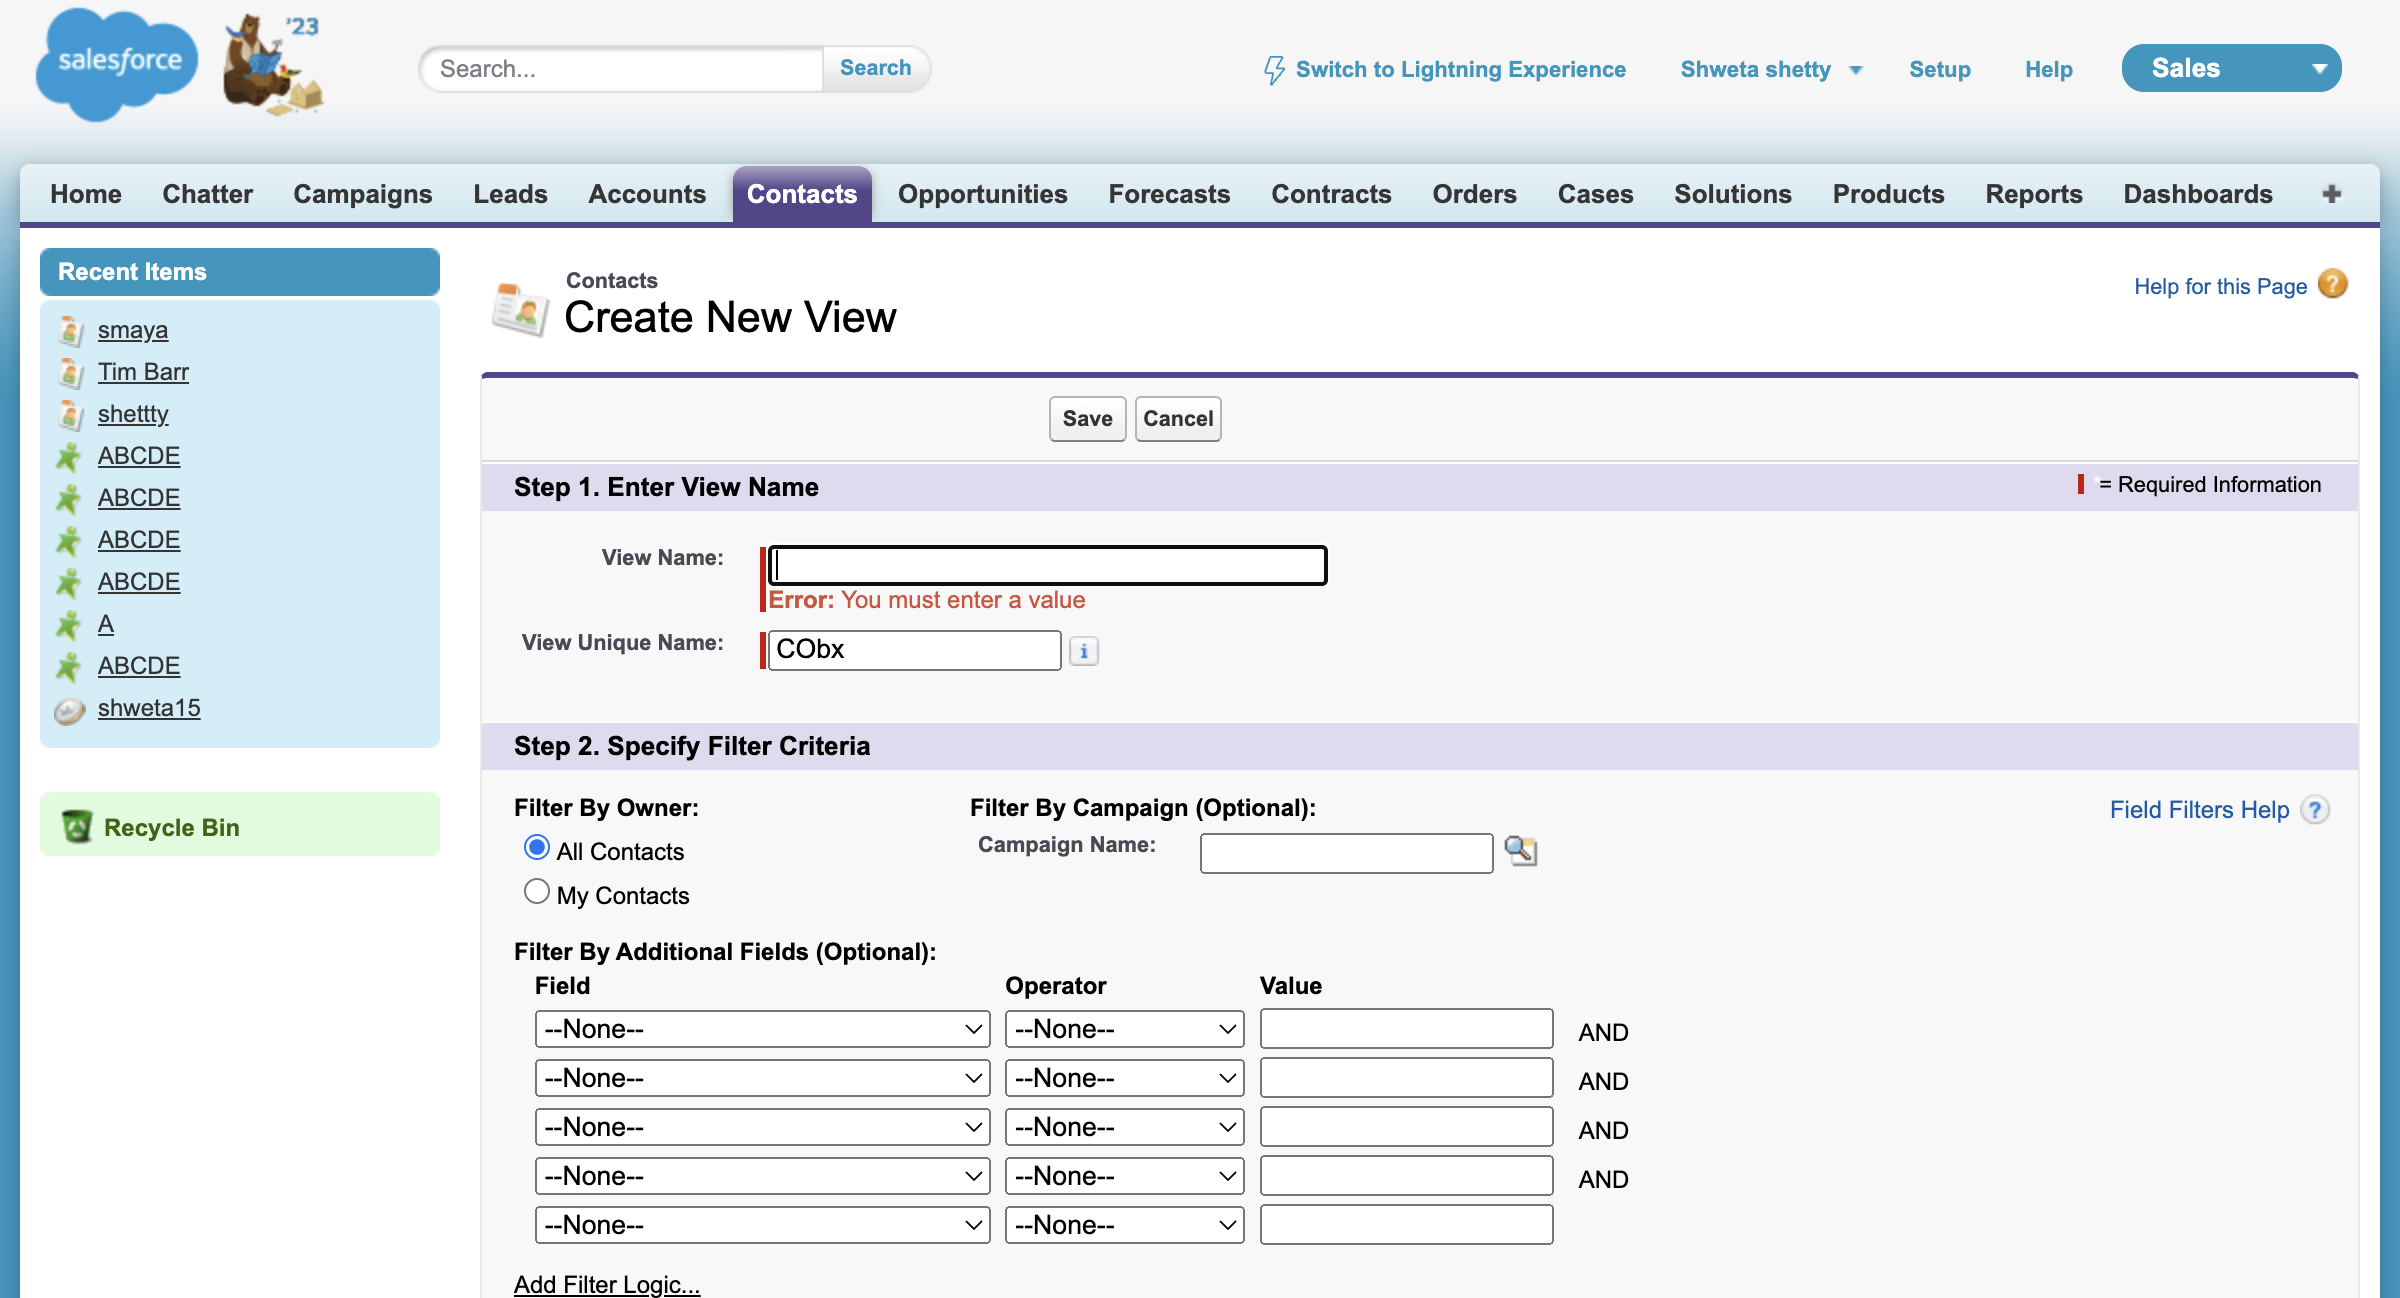 salesforce
'23
Search...
Search
Switch to Lightning Experience
Shweta shetty
Setup
Help
Sales
Home
Chatter
Campaigns
Leads
Accounts
Contacts
Opportunities
Forecasts
Contracts
Orders
Cases
Solutions
Products
Reports
Dashboards
+
Recent Items
smaya
Tim Barr
shettty
ABCDE
ABCDE
ABCDE
ABCDE
A
ABCDE
shweta15
Recycle Bin
Contacts
Create New View
Help for this Page ?
Save
Cancel
Step 1. Enter View Name
= Required Information
View Name:
Error: You must enter a value
View Unique Name:
CObx
i
Step 2. Specify Filter Criteria
Filter By Owner:
All Contacts
My Contacts
Filter By Campaign (Optional):
Campaign Name:
Field Filters Help ?
Filter By Additional Fields (Optional):
Field Operator Value
--None-- --None-- AND
--None-- --None-- AND
--None-- --None-- AND
--None-- --None-- AND
--None-- --None--
Add Filter Logic...